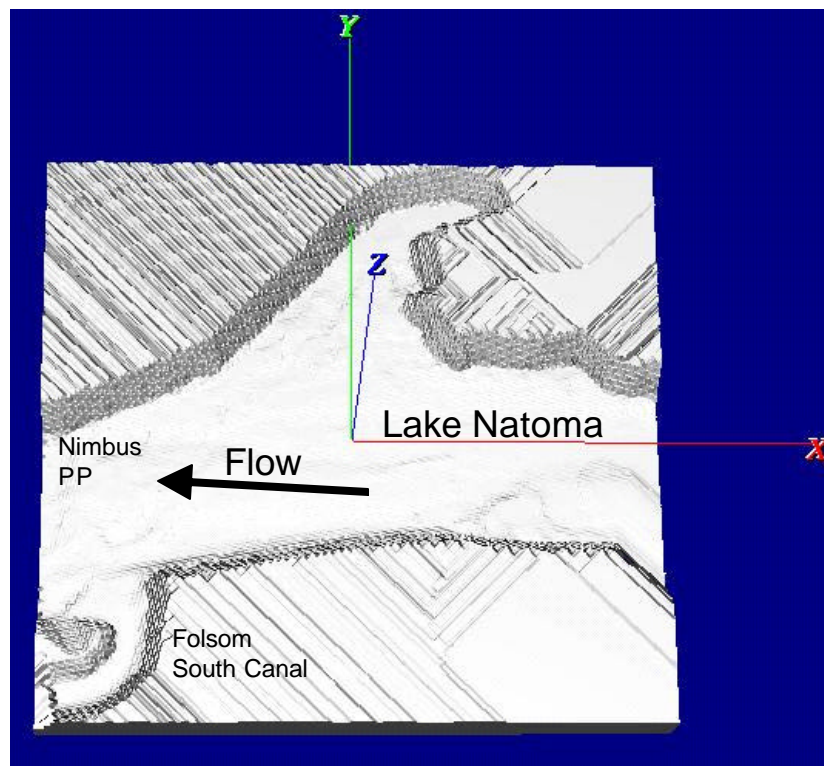 Y
Z
Lake Natoma
X
Nimbus
PP
Flow
Folsom
South Canal